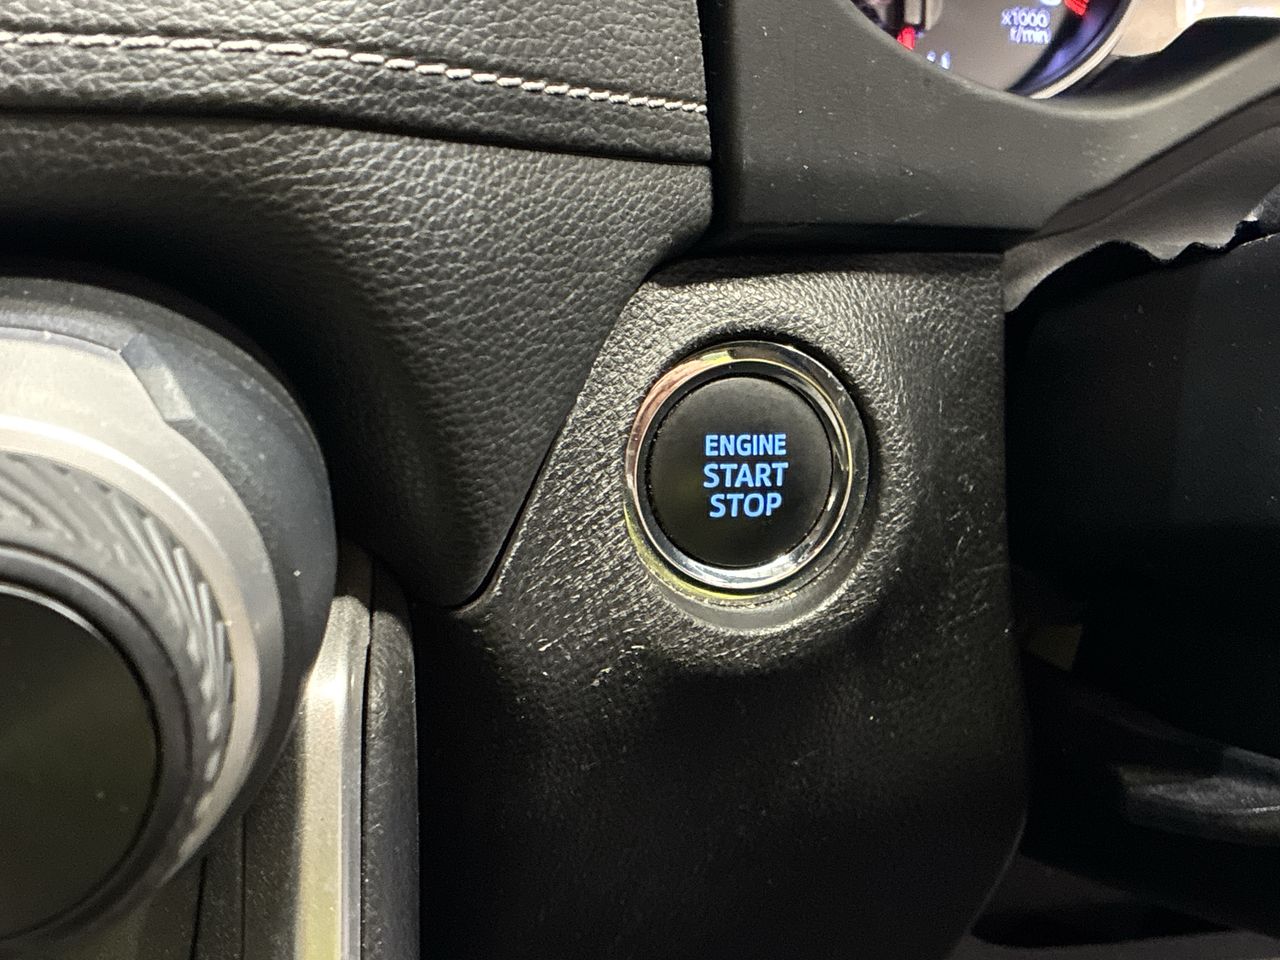 x1000
r/min
ENGINE
START
STOP